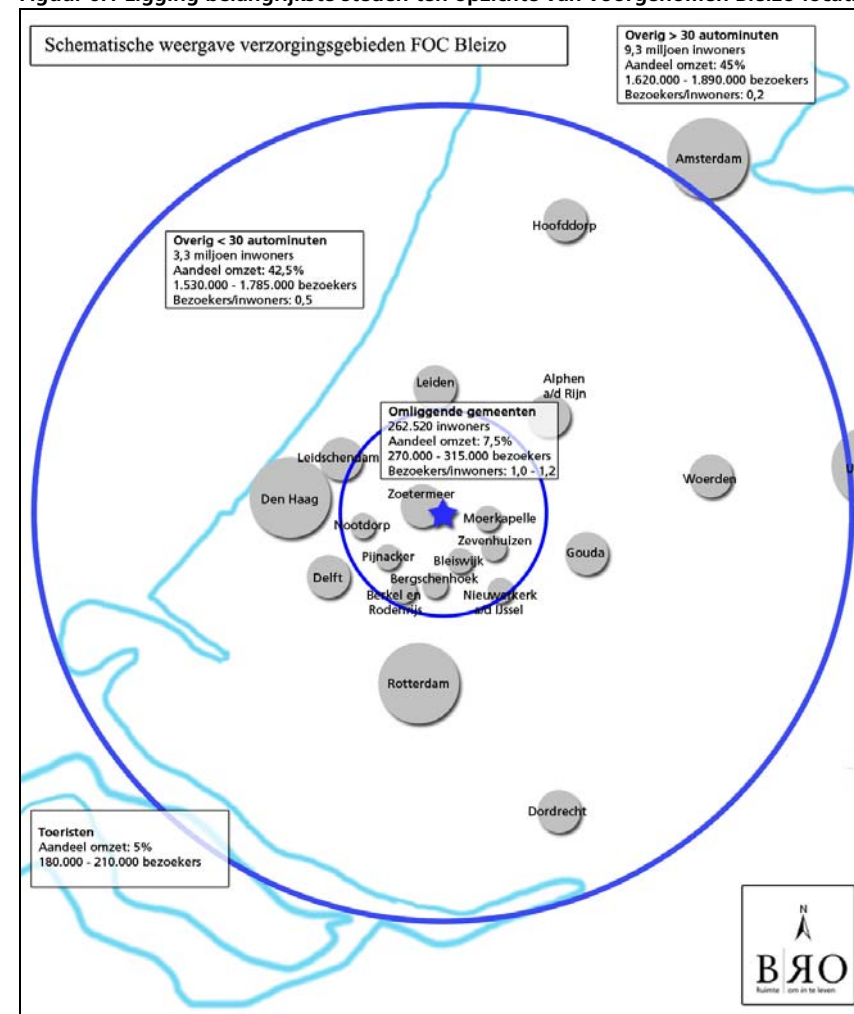 Schematische weergave verzorgingsgebieden FOC Bleizo
Overig > 30 autominuten
9,3 miljoen inwoners
Aandeel omzet: 45%
1.620.000 - 1.890.000 bezoekers
Bezoekers/inwoners: 0,2
Amsterdam
Hoofddorp
Overig < 30 autominuten
3,3 miljoen inwoners
Aandeel omzet: 42,5%
1.530.000 - 1.785.000 bezoekers
Bezoekers/inwoners: 0,5
Leiden
Alphen
a/d Rijn
Omliggende gemeenten
262.520 inwoners
Aandeel omzet: 7,5%
270.000 - 315.000 bezoekers
Bezoekers/inwoners: 1,0 - 1,2
Leidschendam
Den Haag
Zoetermeer
Woerden
Nootdorp
Moerkapelle
Zevenhuizen
Gouda
Pijnacker
Bleiswijk
Delft
Bergschenhoek
Berkel en
Rodenrijs
Nieuwerkerk
a/d IJssel
Rotterdam
Dordrecht
Toeristen
Aandeel omzet: 5%
180.000 - 210.000 bezoekers
N
BRO
Ruimte om in te leven